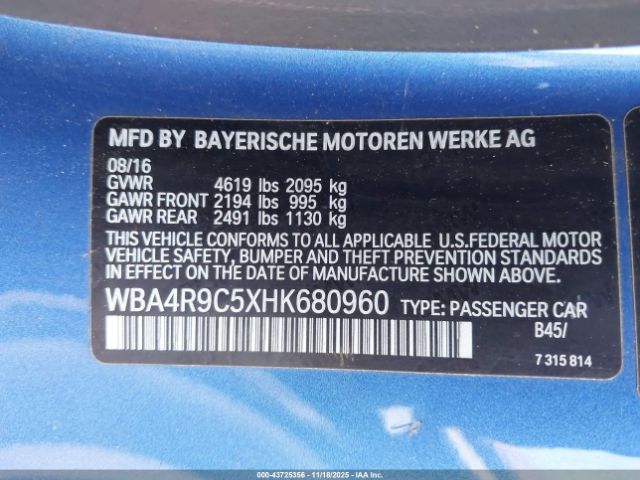 MFD BY BAYERISCHE MOTOREN WERKE AG
08/16
GVWR 4619 lbs 2095 kg
GAWR FRONT 2194 lbs 995 kg
GAWR REAR 2491 lbs 1130 kg
THIS VEHICLE CONFORMS TO ALL APPLICABLE U.S.FEDERAL MOTOR
VEHICLE SAFETY, BUMPER AND THEFT PREVENTION STANDARDS
IN EFFECT ON THE DATE OF MANUFACTURE SHOWN ABOVE.
WBA4R9C5XHK680960 TYPE: PASSENGER CAR
B45/
7 315 814
000-43725356 - 11/18/2025 - IAAI.CA